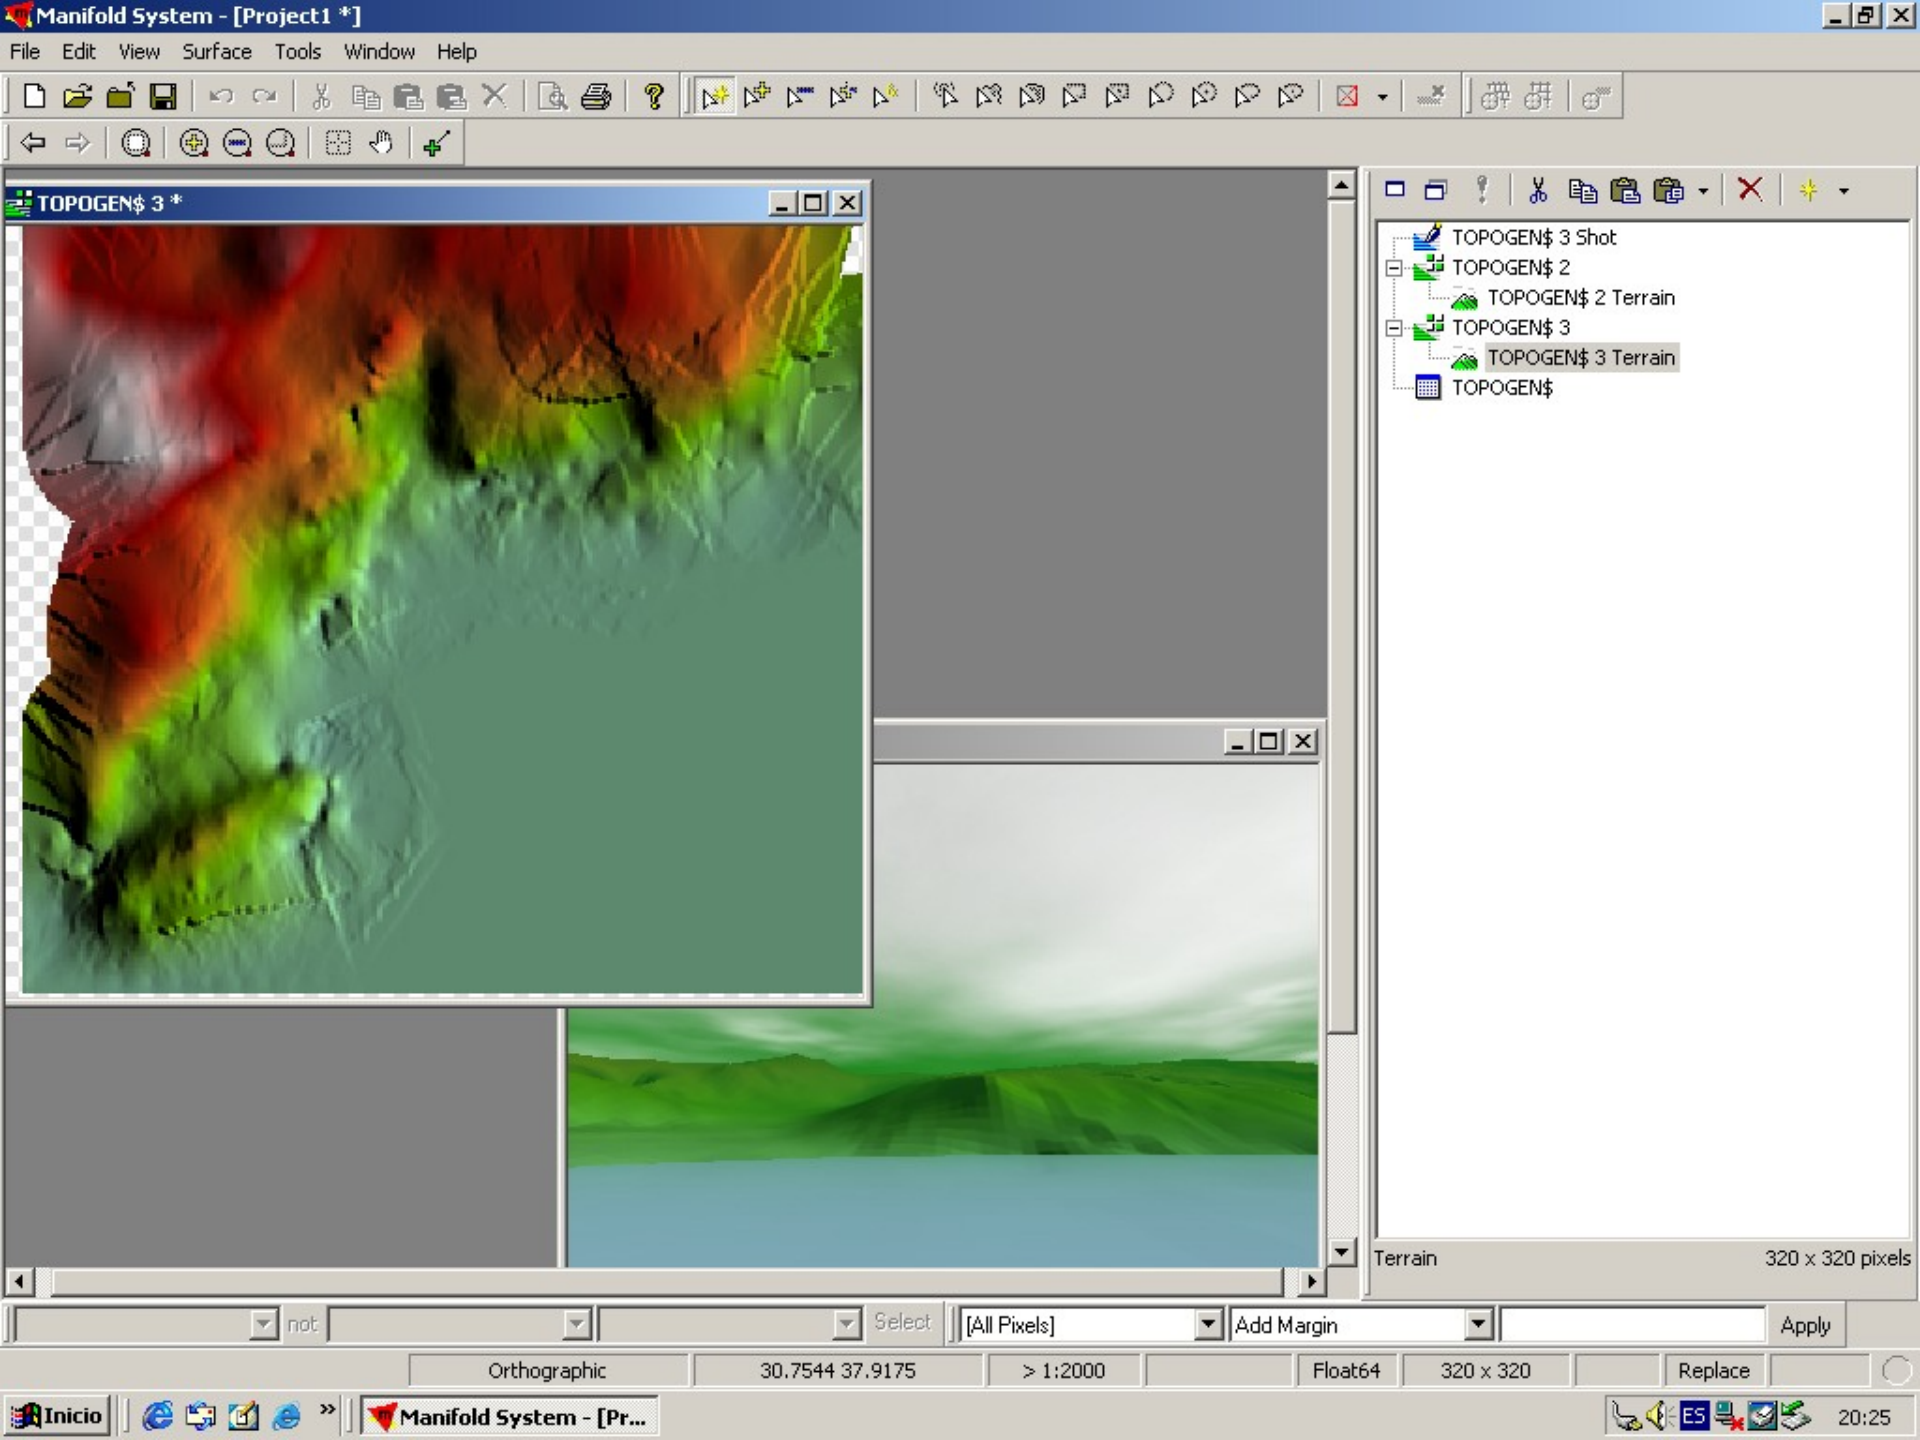 Manifold System - [Project1 *]
File Edit View Surface Tools Window Help
TOPOGEN$ 3 *
TOPOGEN$ 3 Shot
TOPOGEN$ 2
TOPOGEN$ 2 Terrain
TOPOGEN$ 3
TOPOGEN$ 3 Terrain
TOPOGEN$
Terrain 320 x 320 pixels
not Select [All Pixels] Add Margin Apply
Orthographic 30.7544 37.9175 > 1:2000 Float64 320 x 320 Replace
Inicio » Manifold System - [Pr... ES 20:25